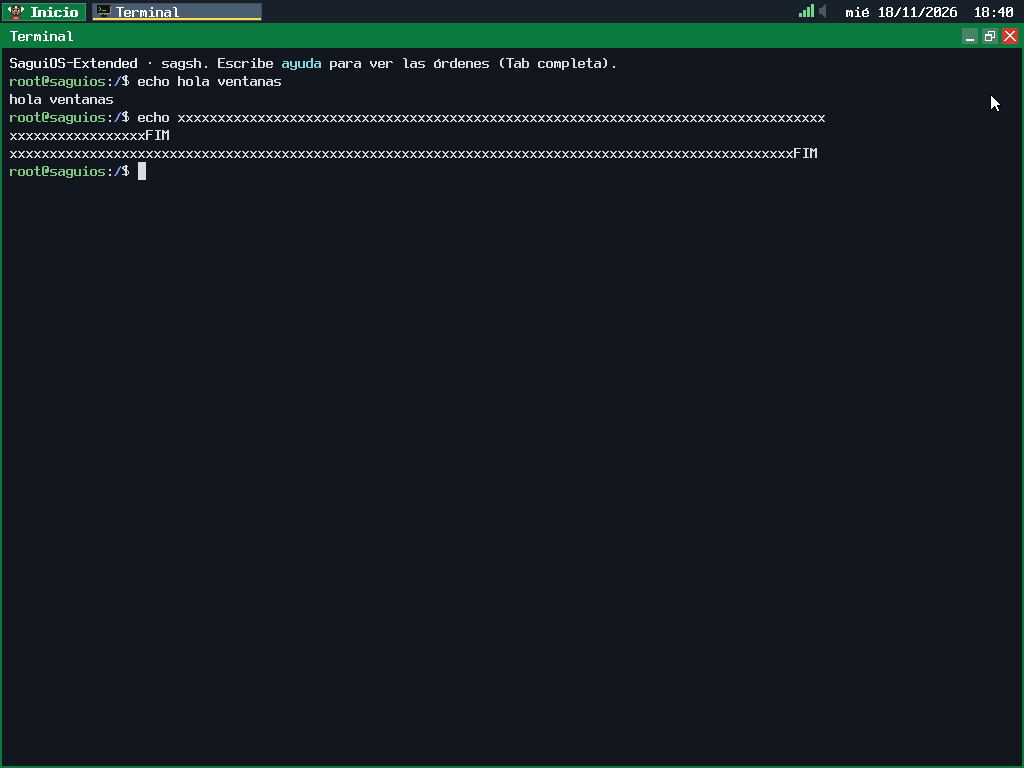 Inicio
Terminal
mié 18/11/2026 18:40
Terminal
SaguiOS-Extended · sagsh. Escribe ayuda para ver las órdenes (Tab completa).
root@saguios:/$ echo hola ventanas
hola ventanas
root@saguios:/$ echo xxxxxxxxxxxxxxxxxxxxxxxxxxxxxxxxxxxxxxxxxxxxxxxxxxxxxxxxxxxxxxxxxxxxxxxxxxxxxxxxx
xxxxxxxxxxxxxxxxxFIM
xxxxxxxxxxxxxxxxxxxxxxxxxxxxxxxxxxxxxxxxxxxxxxxxxxxxxxxxxxxxxxxxxxxxxxxxxxxxxxxxxxxxxxxxxxxxxxxxxxFIM
root@saguios:/$